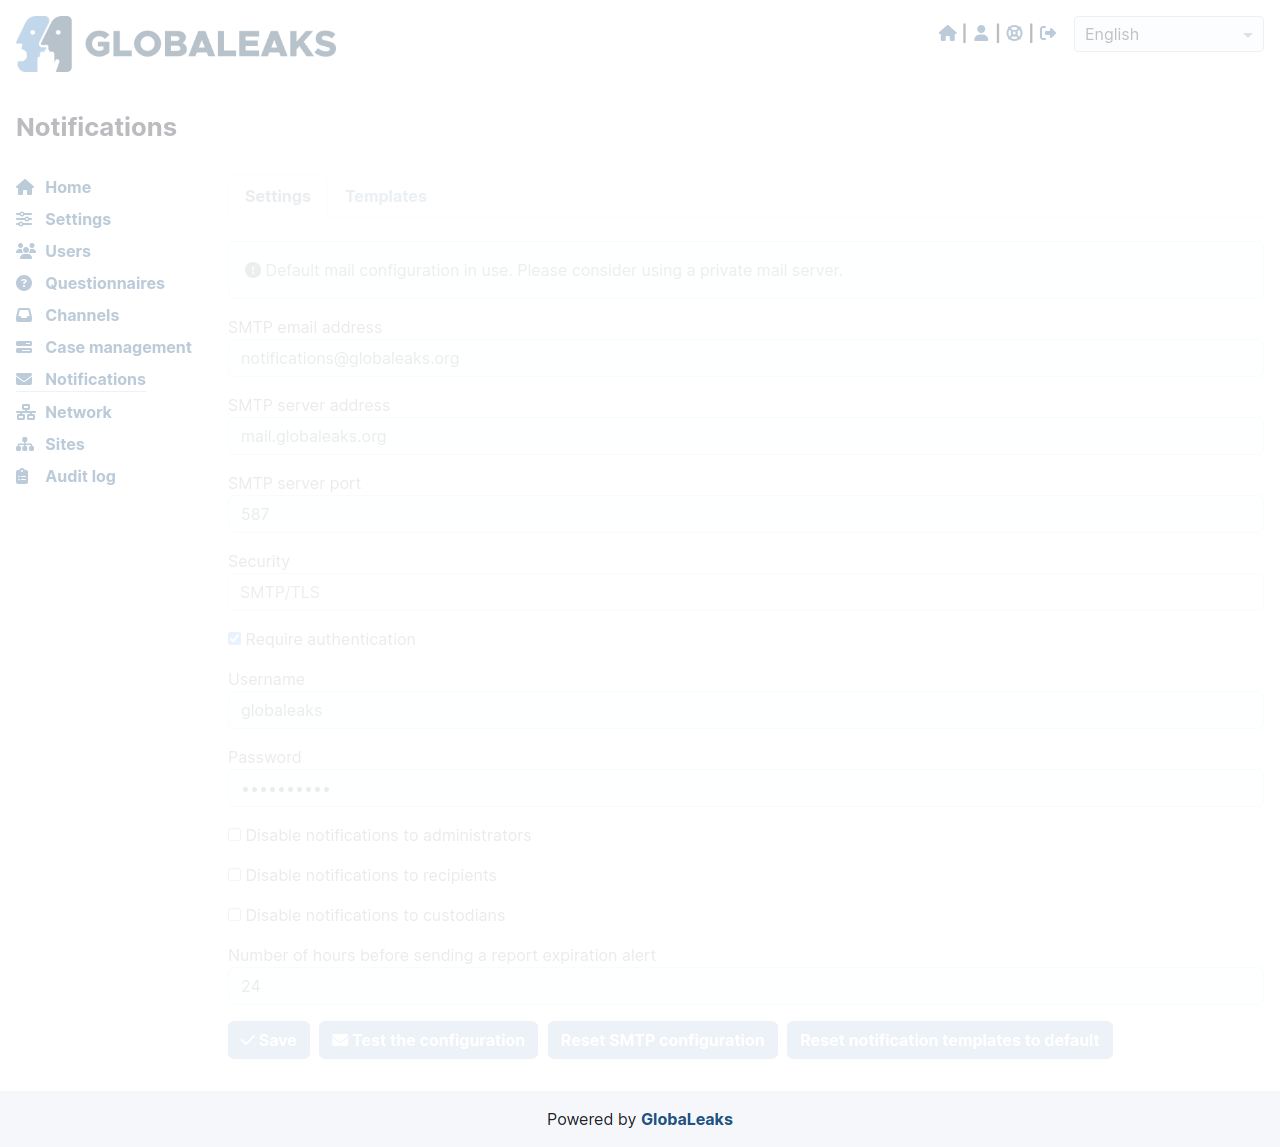 GLOBALEAKS
| | |
English
Notifications
Home
Settings
Users
Questionnaires
Channels
Case management
Notifications
Network
Sites
Audit log
Settings
Templates
Default mail configuration in use. Please consider using a private mail server.
SMTP email address
notifications@globaleaks.org
SMTP server address
mail.globaleaks.org
SMTP server port
587
Security
SMTP/TLS
Require authentication
Username
globaleaks
Password
••••••••••
Disable notifications to administrators
Disable notifications to recipients
Disable notifications to custodians
Number of hours before sending a report expiration alert
24
Save
Test the configuration
Reset SMTP configuration
Reset notification templates to default
Powered by GlobaLeaks